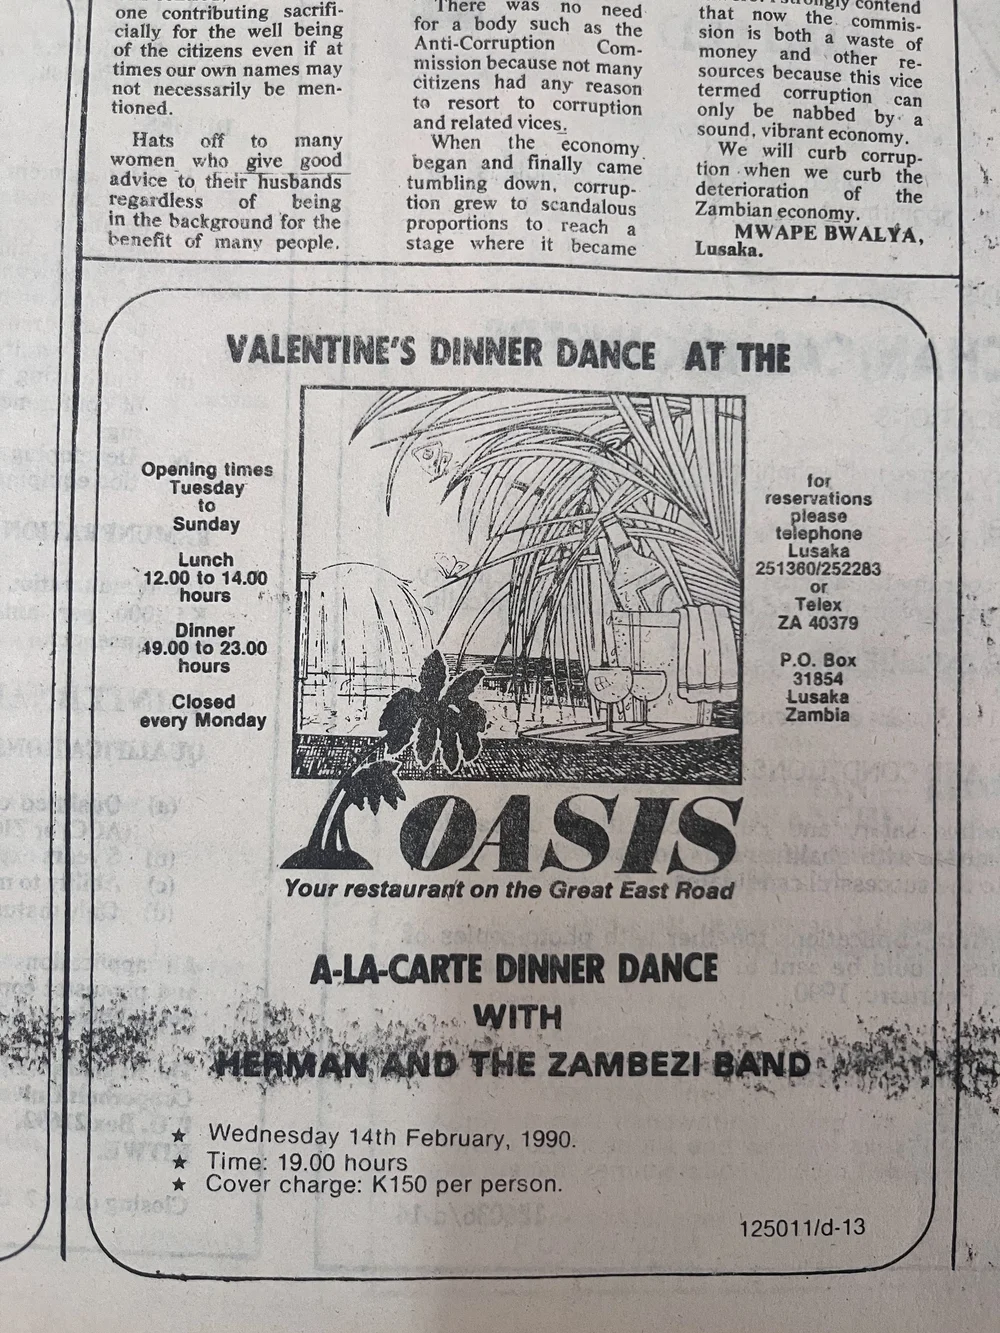 one contributing sacrifi-
cially for the well being
of the citizens even if at
times our own names may
not necessarily be men-
tioned.
Hats off to many
women who give good
advice to their husbands
regardless of being
in the background for the
benefit of many people.
There was no need
for a body such as the
Anti-Corruption Com-
mission because not many
citizens had any reason
to resort to corruption
and related vices.
When the economy
began and finally came
tumbling down, corrup-
tion grew to scandalous
proportions to reach a
stage where it became
strongly contend
that now the commis-
sion is both a waste of
money and other re-
sources because this vice
termed corruption can
only be nabbed by a
sound, vibrant economy.
We will curb corrup-
tion when we curb the
deterioration of the
Zambian economy.
MWAPE BWALYA,
Lusaka.
VALENTINE'S DINNER DANCE AT THE
Opening times
Tuesday
to
Sunday
Lunch
12.00 to 14.00
hours
Dinner
19.00 to 23.00
hours
Closed
every Monday
for
reservations
please
telephone
Lusaka
251360/252283
or
Telex
ZA 40379
P.O. Box
31854
Lusaka
Zambia
OASIS
Your restaurant on the Great East Road
A-LA-CARTE DINNER DANCE
WITH
HERMAN AND THE ZAMBEZI BAND
★ Wednesday 14th February, 1990.
★ Time: 19.00 hours
★ Cover charge: K150 per person.
125011/d-13